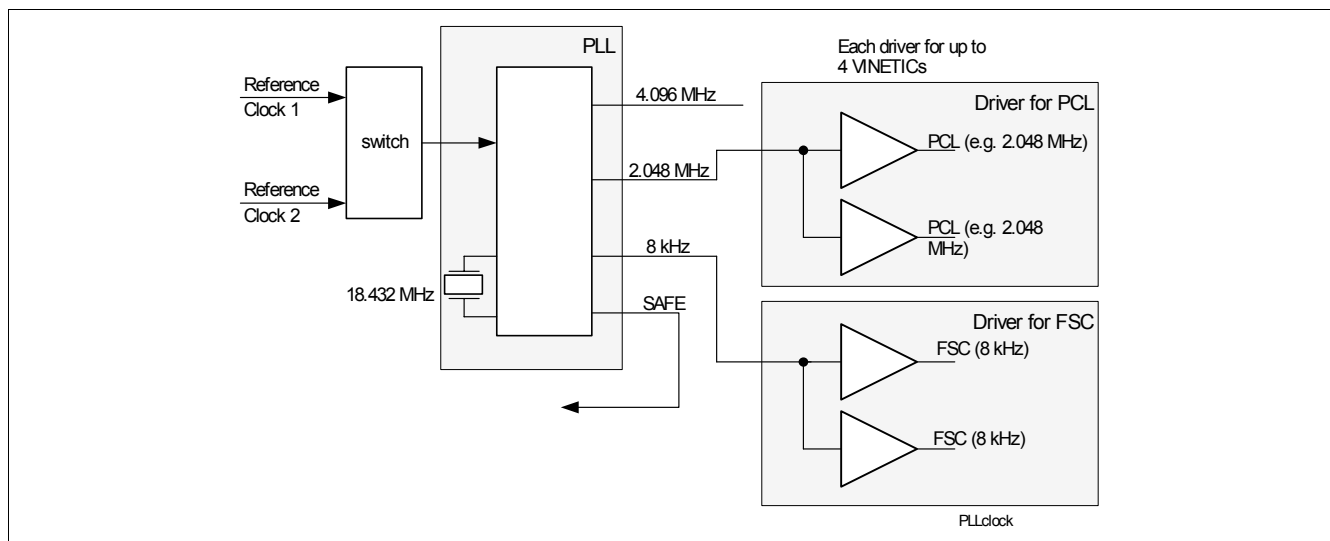 PLL
Each driver for up to
4 VINETICs
Reference
Clock 1
switch
Reference
Clock 2
4.096 MHz
2.048 MHz
8 kHz
SAFE
18.432 MHz
Driver for PCL
PCL (e.g. 2.048 MHz)
PCL (e.g. 2.048
MHz)
Driver for FSC
FSC (8 kHz)
FSC (8 kHz)
PLLclock